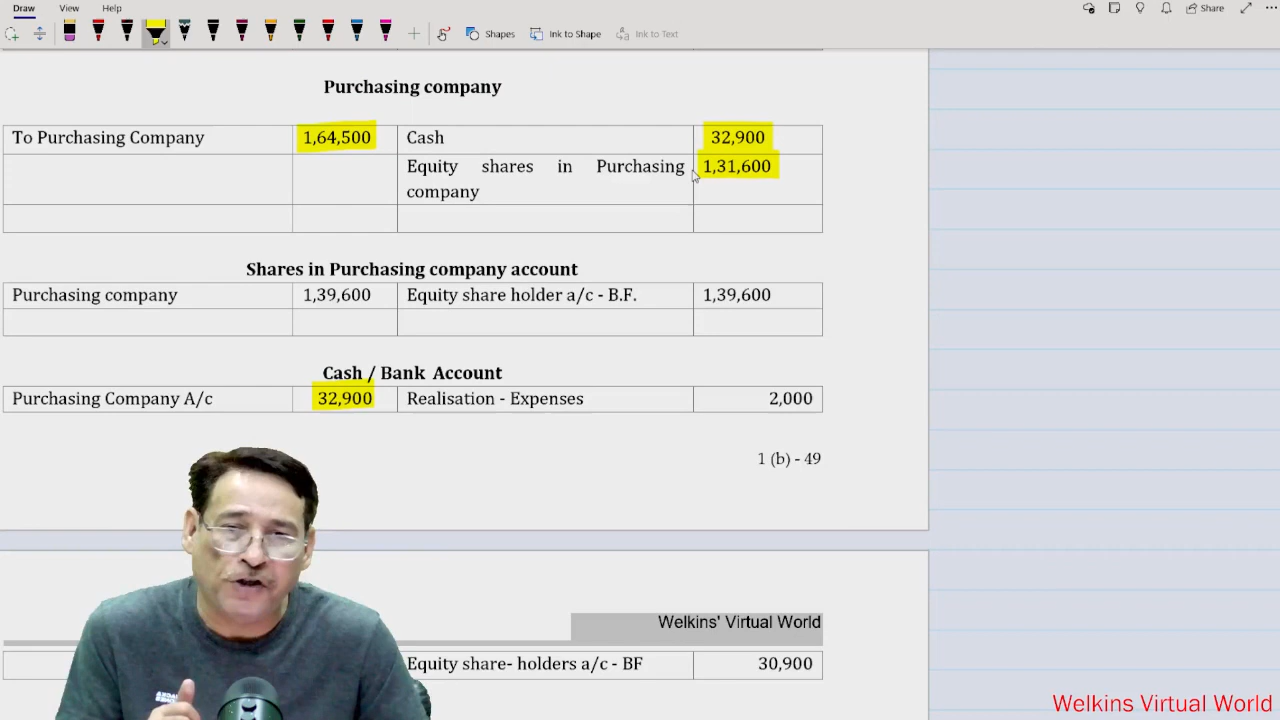 Draw View Help
Share
Shapes Ink to Shape Ink to Text
Purchasing company
To Purchasing Company 1,64,500 Cash 32,900
Equity shares in Purchasing 1,31,600
company
Shares in Purchasing company account
Purchasing company 1,39,600 Equity share holder a/c - B.F. 1,39,600
Cash / Bank Account
Purchasing Company A/c 32,900 Realisation - Expenses 2,000
1 (b) - 49
Welkins' Virtual World
Equity share- holders a/c - BF 30,900
Welkins Virtual World